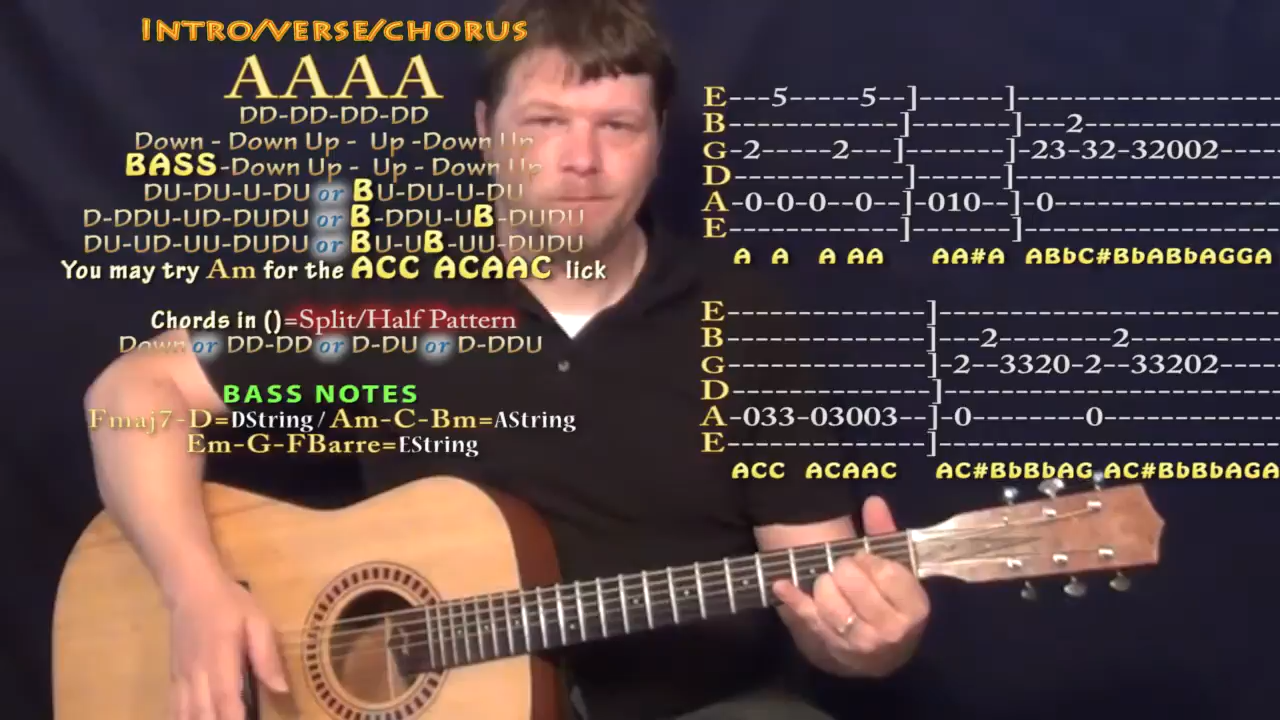 Intro/Verse/Chorus
AAAA
DD-DD-DD-DD
Down - Down Up - Up -Down Up
BASS-Down Up - Up - Down Up
DU-DU-U-DU or BU-DU-U-DU
D-DDU-UD-DUDU or B-DDU-UB-DUDU
DU-UD-UU-DUDU or BU-UB-UU-DUDU
You may try Am for the ACC ACAAC lick
Chords in ()=Split/Half Pattern
Down or DD-DD or D-DU or D-DDU
BASS NOTES
Fmaj7-D=DString / Am-C-Bm=AString
Em-G-FBarre=EString
E---5-----5--]------]-----------------
B-----------]-------]---2-------------
G-2-----2---]------]-23-32-32002-----
D------------]------]-----------------
A-0-0-0--0--]-010--]-0---------------
E-----------]-------]-----------------
A A A AA AA#A ABbC#BbABbAGGA
E----------------]---------------------
B----------------]---2--------2--------
G----------------]-2--3320-2--33202---
D----------------]---------------------
A-033-03003--]-0--------0------------
E----------------]---------------------
ACC ACAAC AC#BbBbAG AC#BbBbAGA